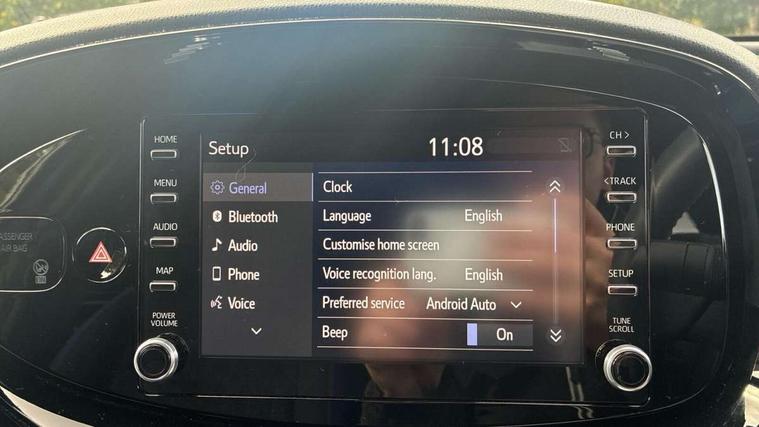 HOME
MENU
AUDIO
MAP
POWER
VOLUME
PASSENGER
AIR BAG
Setup
11:08
General
Bluetooth
Audio
Phone
Voice
Clock
Language English
Customise home screen
Voice recognition lang. English
Preferred service Android Auto
Beep On
CH >
< TRACK
PHONE
SETUP
TUNE
SCROLL